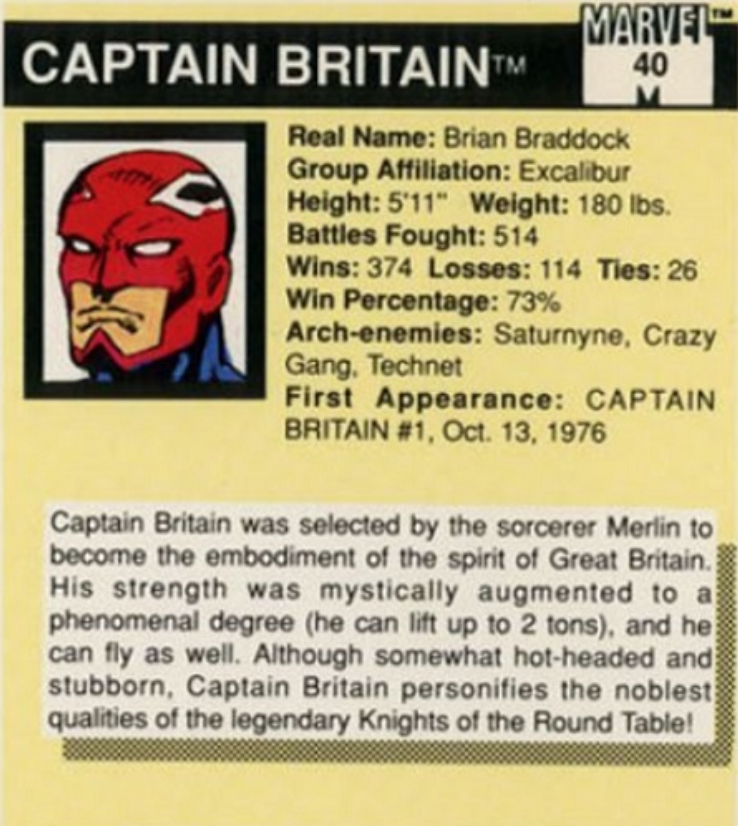 MARVEL™
CAPTAIN BRITAIN™
40
M
Real Name: Brian Braddock
Group Affiliation: Excalibur
Height: 5'11" Weight: 180 lbs.
Battles Fought: 514
Wins: 374 Losses: 114 Ties: 26
Win Percentage: 73%
Arch-enemies: Saturnyne, Crazy
Gang, Technet
First Appearance: CAPTAIN
BRITAIN #1, Oct. 13, 1976
Captain Britain was selected by the sorcerer Merlin to
become the embodiment of the spirit of Great Britain.
His strength was mystically augmented to a
phenomenal degree (he can lift up to 2 tons), and he
can fly as well. Although somewhat hot-headed and
stubborn, Captain Britain personifies the noblest
qualities of the legendary Knights of the Round Table!